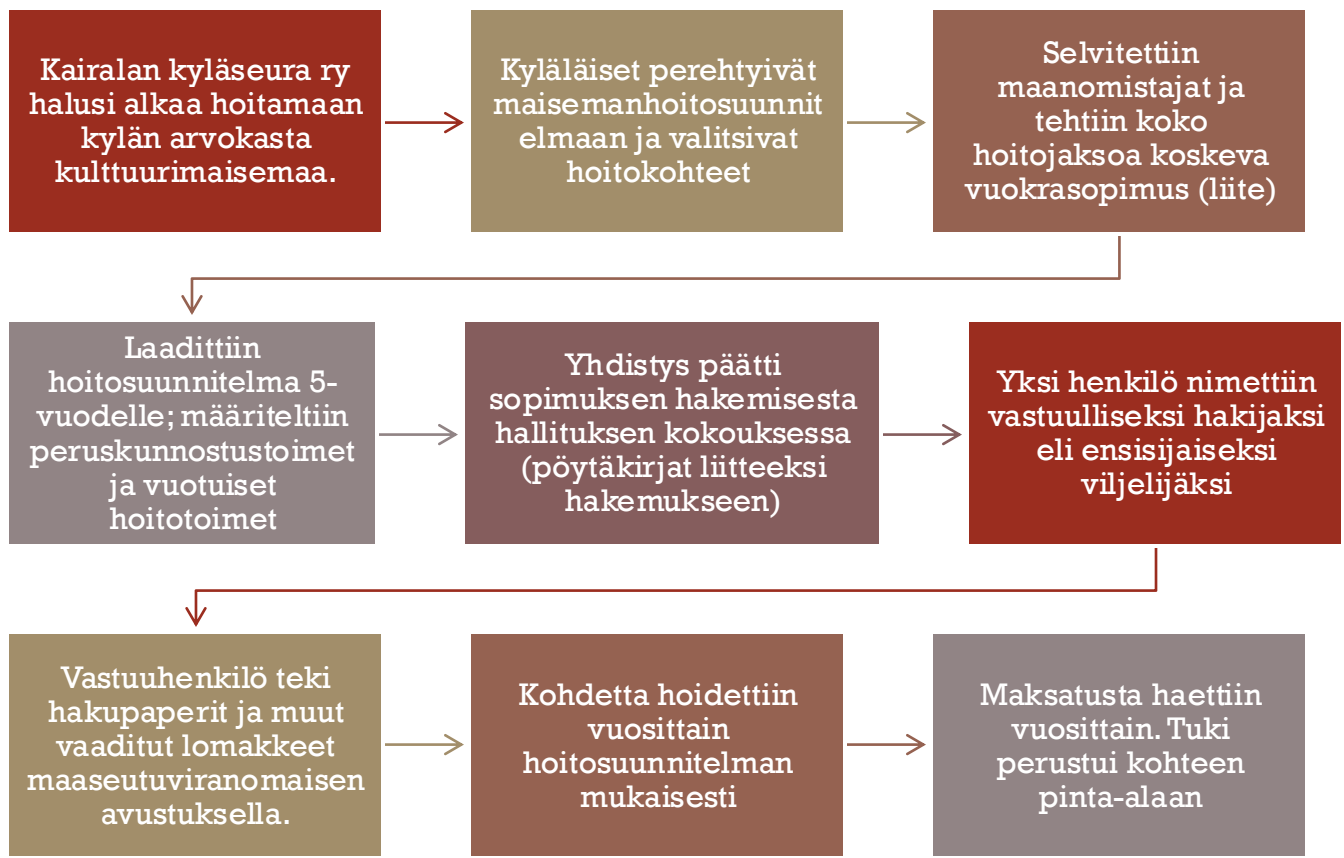 Kairalan kyläseura ry
halusi alkaa hoitamaan
kylän arvokasta
kulttuurimaisemaa.
Kyläläiset perehtyivät
maisemanhoitosuunnit
elmaan ja valitsivat
hoitokohteet
Selvitettiin
maanomistajat ja
tehtiin koko
hoitojaksoa koskeva
vuokrasopimus (liite)
Laadittiin
hoitosuunnitelma 5-
vuodelle; määriteltiin
peruskunnostustoimet
ja vuotuiset
hoitotoimet
Yhdistys päätti
sopimuksen hakemisesta
hallituksen kokouksessa
(pöytäkirjat liitteeksi
hakemukseen)
Yksi henkilö nimettiin
vastuulliseksi hakijaksi
eli ensisijaiseksi
viljelijäksi
Vastuuhenkilö teki
hakupaperit ja muut
vaaditut lomakkeet
maaseutuviranomaisen
avustuksella.
Kohdetta hoidettiin
vuosittain
hoitosuunnitelman
mukaisesti
Maksatusta haettiin
vuosittain. Tuki
perustui kohteen
pinta-alaan